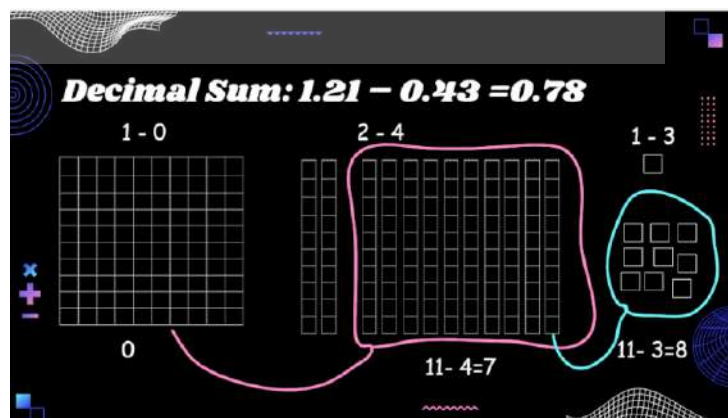 Decimal Sum: 1.21 – 0.43 =0.78
1 - 0
2 - 4
1 - 3
0
11- 4=7
11- 3=8